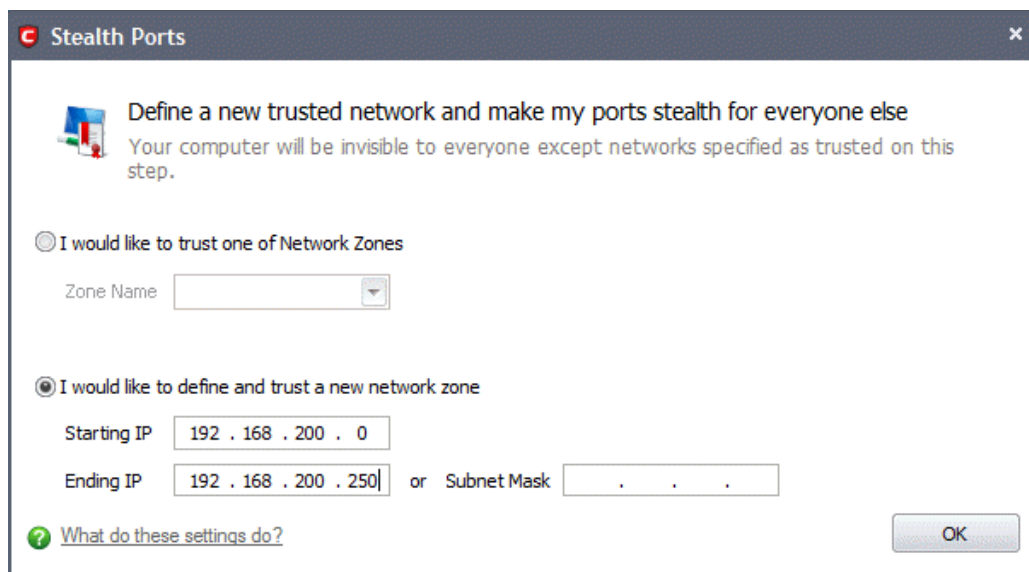 Stealth Ports
Define a new trusted network and make my ports stealth for everyone else
Your computer will be invisible to everyone except networks specified as trusted on this
step.
I would like to trust one of Network Zones
Zone Name
I would like to define and trust a new network zone
Starting IP 192 . 168 . 200 . 0
Ending IP 192 . 168 . 200 . 250 or Subnet Mask . . .
What do these settings do?
OK